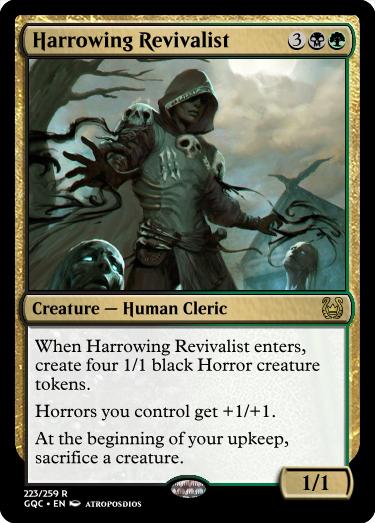 Harrowing Revivalist 3
Creature — Human Cleric
When Harrowing Revivalist enters,
create four 1/1 black Horror creature
tokens.
Horrors you control get +1/+1.
At the beginning of your upkeep,
sacrifice a creature.
1/1
223/259 R
GQC • EN ATROPOSDIOS